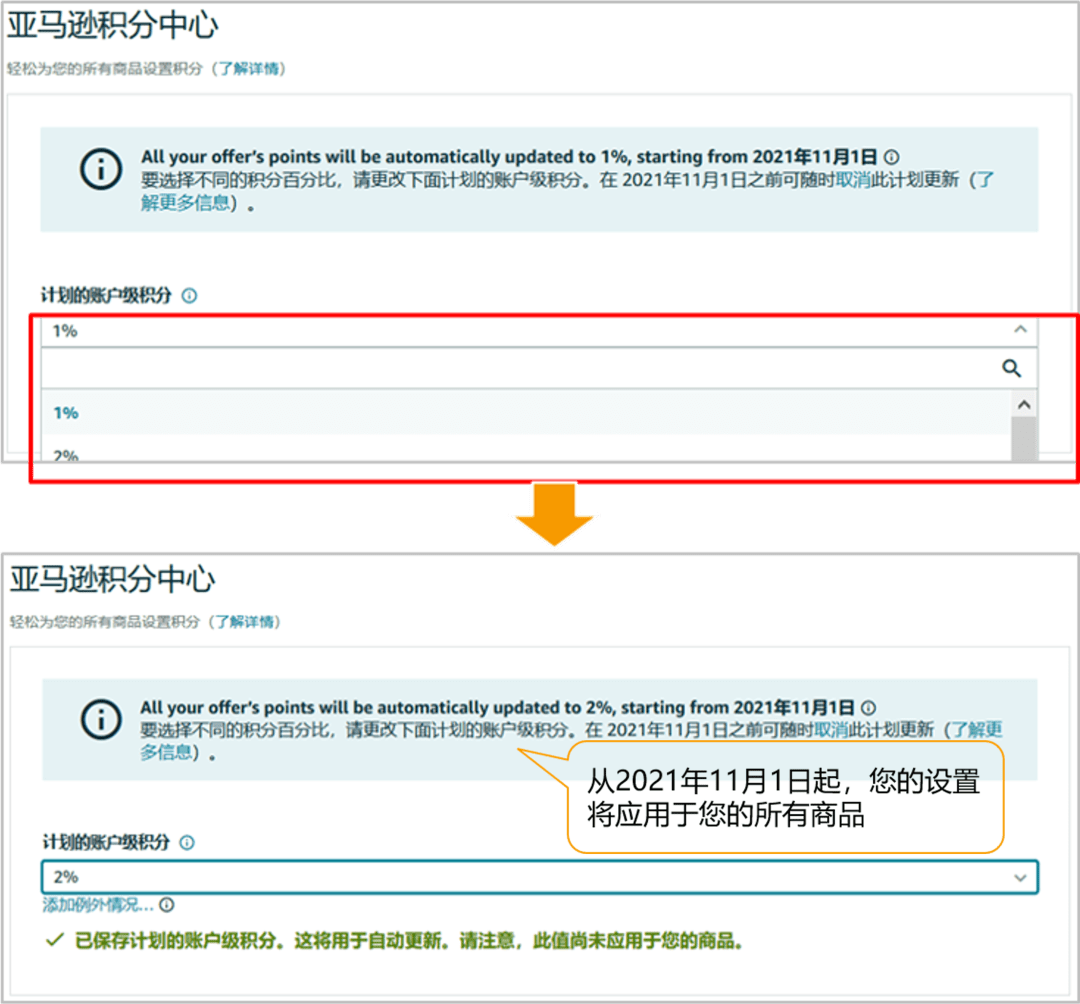 亚马逊积分中心
轻松为您的所有商品设置积分（了解详情）
All your offer's points will be automatically updated to 1%, starting from 2021年11月1日
要选择不同的积分百分比，请更改下面计划的账户级积分。在 2021年11月1日之前可随时取消此计划更新（了
解更多信息）。
计划的账户级积分
1%
1%
2%
亚马逊积分中心
轻松为您的所有商品设置积分（了解详情）
All your offer's points will be automatically updated to 2%, starting from 2021年11月1日
要选择不同的积分百分比，请更改下面计划的账户级积分。在 2021年11月1日之前可随时取消此计划更新（了解更
多信息）。
从2021年11月1日起，您的设置
将应用于您的所有商品
计划的账户级积分
2%
添加例外情况...
已保存计划的账户级积分。这将用于自动更新。请注意，此值尚未应用于您的商品。